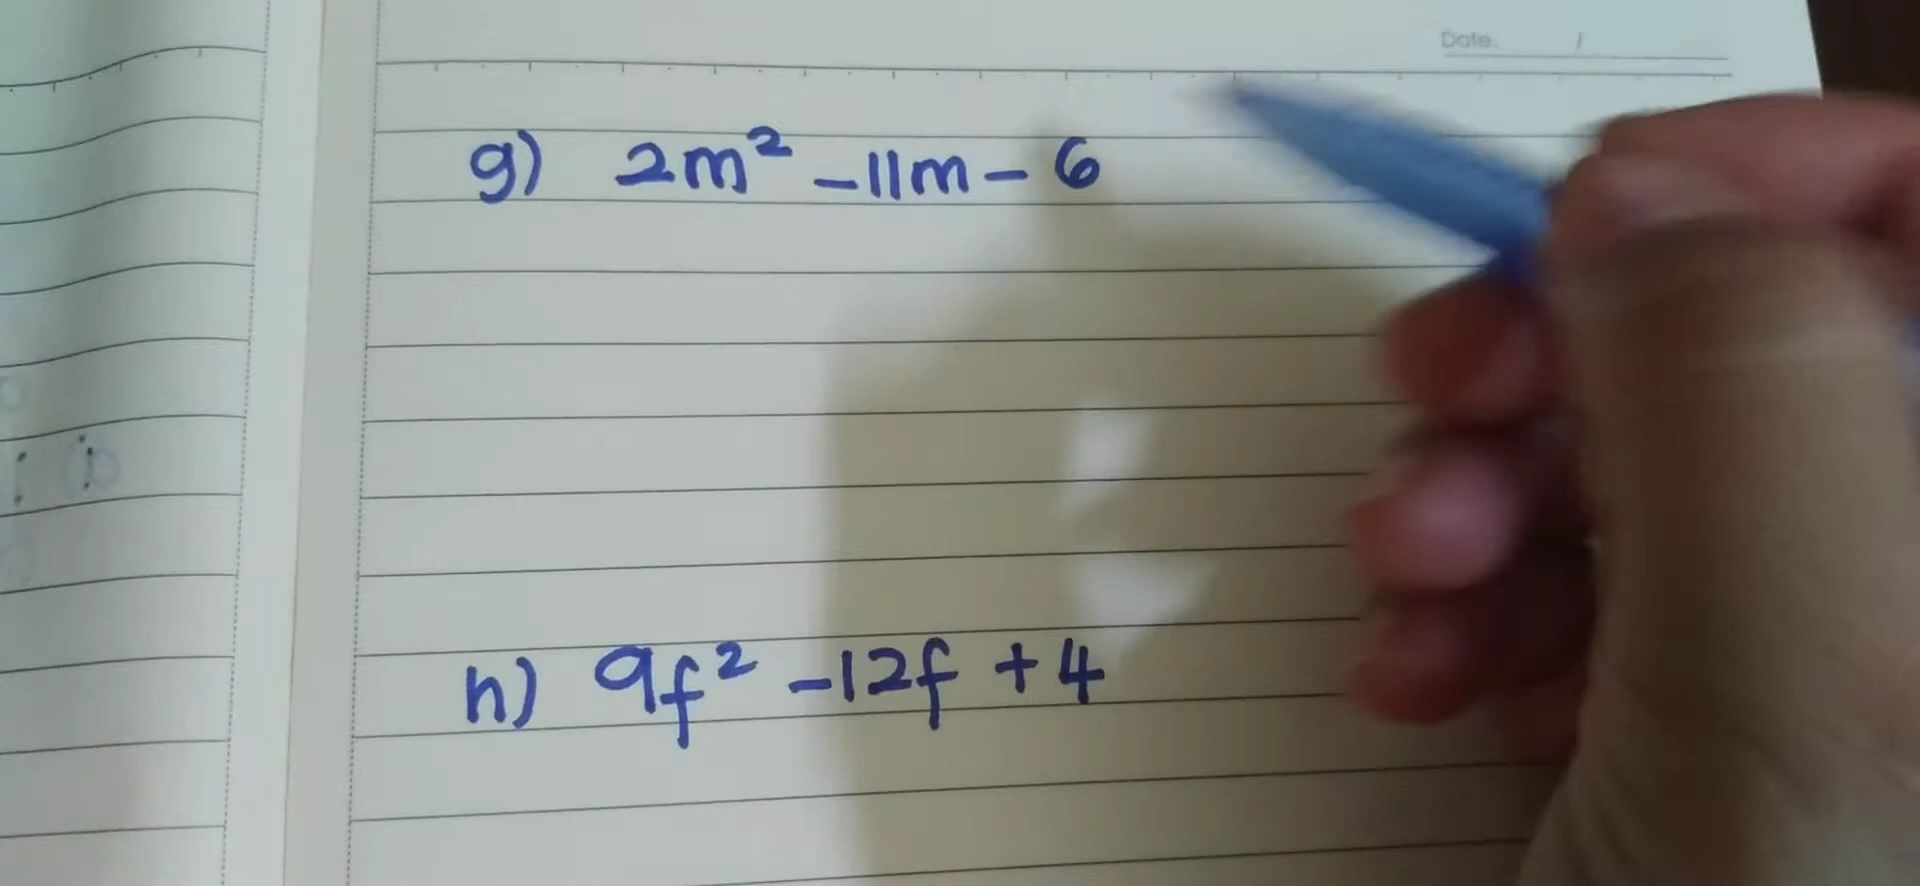 Date. /
g) 2m² -11m - 6
h) 9f² -12f + 4